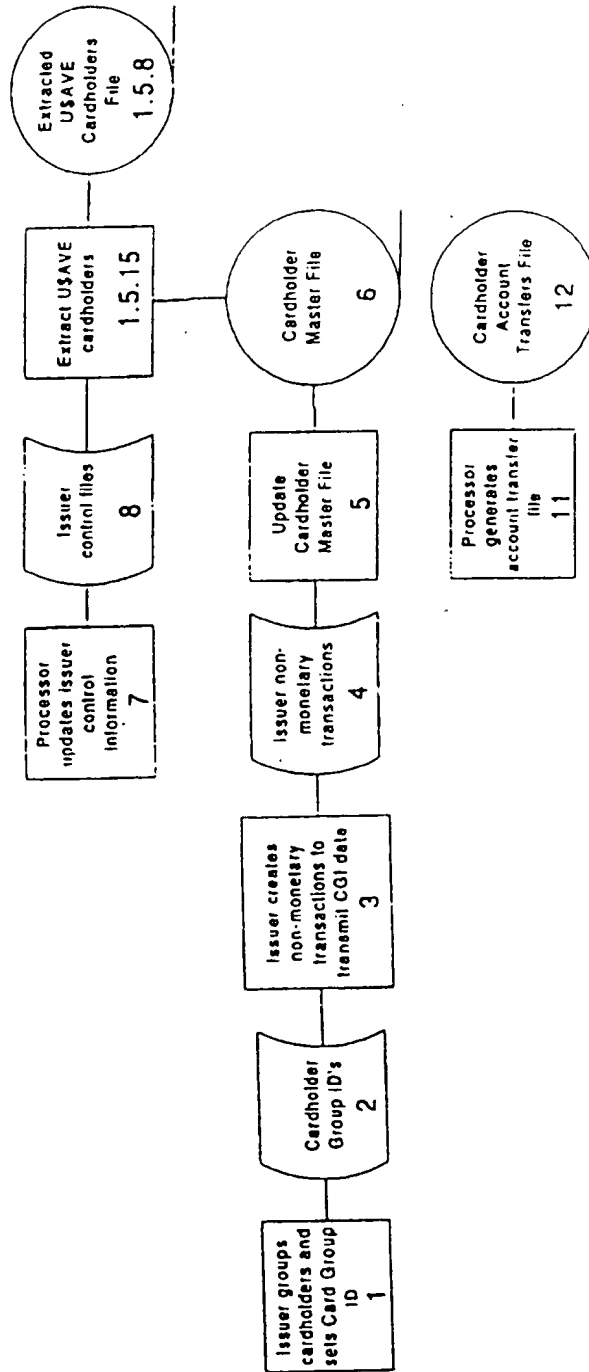 Processor
updates issuer
control
Information
7
Issuer
control files
8
Extract U$AVE
cardholders
1.5.15
Extracted
U$AVE
Cardholders
File
1.5.8
Issuer groups
cardholders and
sets Card Group
ID
1
Cardholder
Group ID's
2
Issuer creates
non-monetary
transactions to
transmit CGI data
3
Issuer non-
monetary
transactions
4
Update
Cardholder
Master File
5
Cardholder
Master File
6
Processor
generates
account transfer
file
11
Cardholder
Account
Transfers File
12